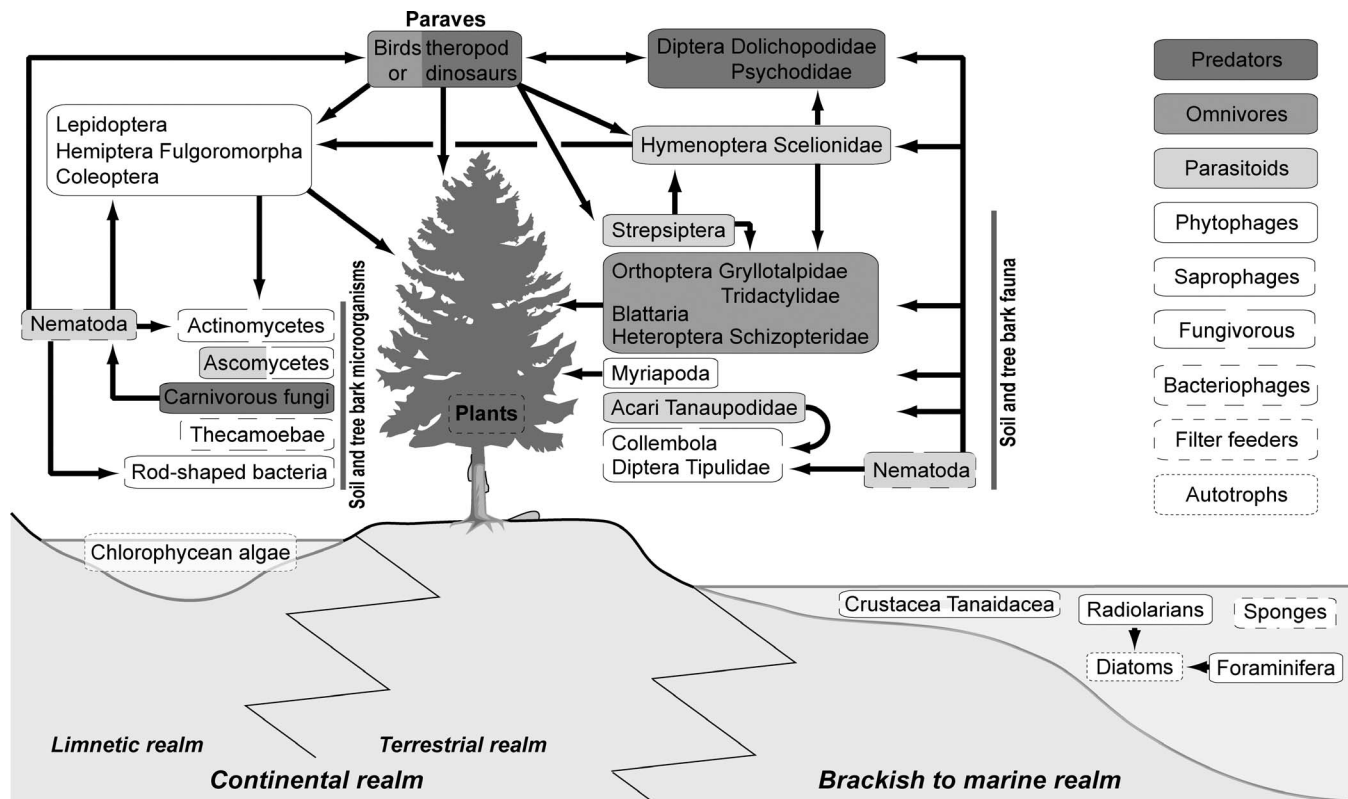 Paraves
Birds theropod
or dinosaurs
Diptera Dolichopodidae
Psychodidae
Lepidoptera
Hemiptera Fulgoromorpha
Coleoptera
Hymenoptera Scelionidae
Strepsiptera
Orthoptera Gryllotalpidae
Tridactylidae
Blattaria
Heteroptera Schizopteridae
Myriapoda
Acari Tanaupodidae
Collembola
Diptera Tipulidae
Nematoda
Soil and tree bark fauna
Nematoda
Actinomycetes
Ascomycetes
Carnivorous fungi
Thecamoebae
Rod-shaped bacteria
Soil and tree bark microorganisms
Plants
Predators
Omnivores
Parasitoids
Phytophages
Saprophages
Fungivorous
Bacteriophages
Filter feeders
Autotrophs
Chlorophycean algae
Crustacea Tanaidacea
Radiolarians
Sponges
Diatoms
Foraminifera
Limnetic realm
Terrestrial realm
Continental realm
Brackish to marine realm